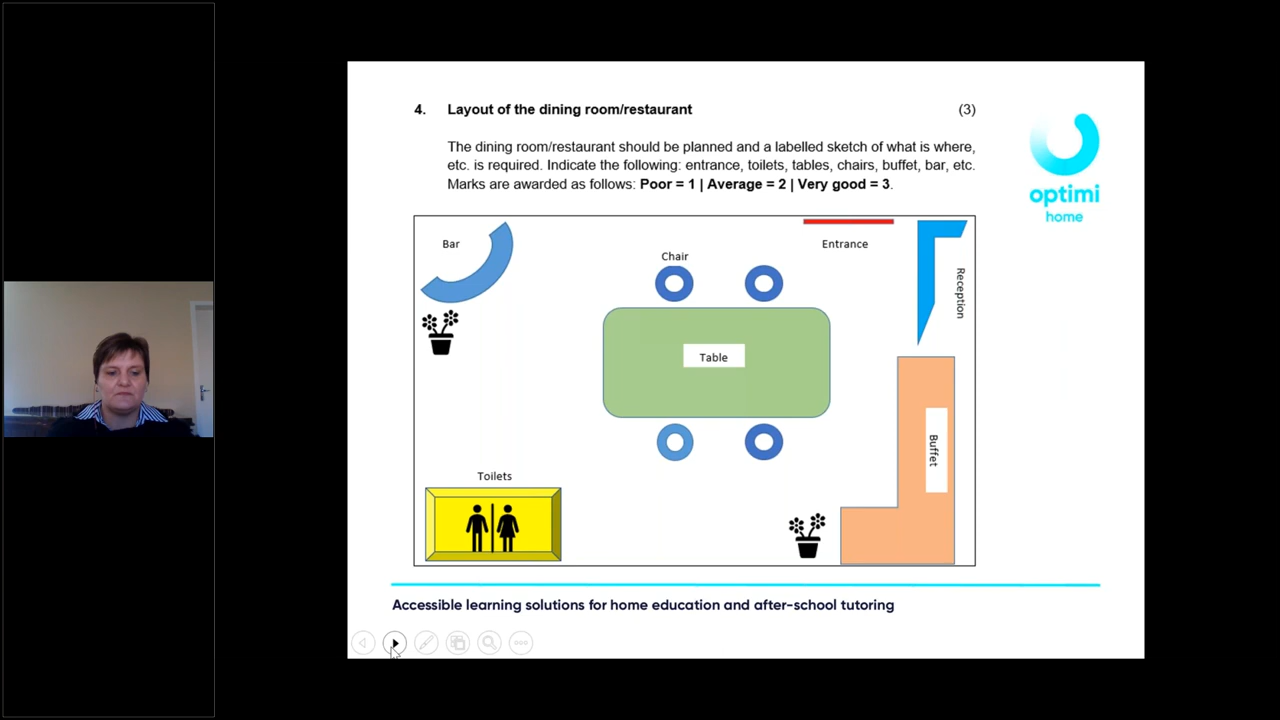 4. Layout of the dining room/restaurant (3)
The dining room/restaurant should be planned and a labelled sketch of what is where,
etc. is required. Indicate the following: entrance, toilets, tables, chairs, buffet, bar, etc.
Marks are awarded as follows: Poor = 1 | Average = 2 | Very good = 3.
optimi
home
Bar
Chair
Entrance
Reception
Table
Buffet
Toilets
Accessible learning solutions for home education and after-school tutoring